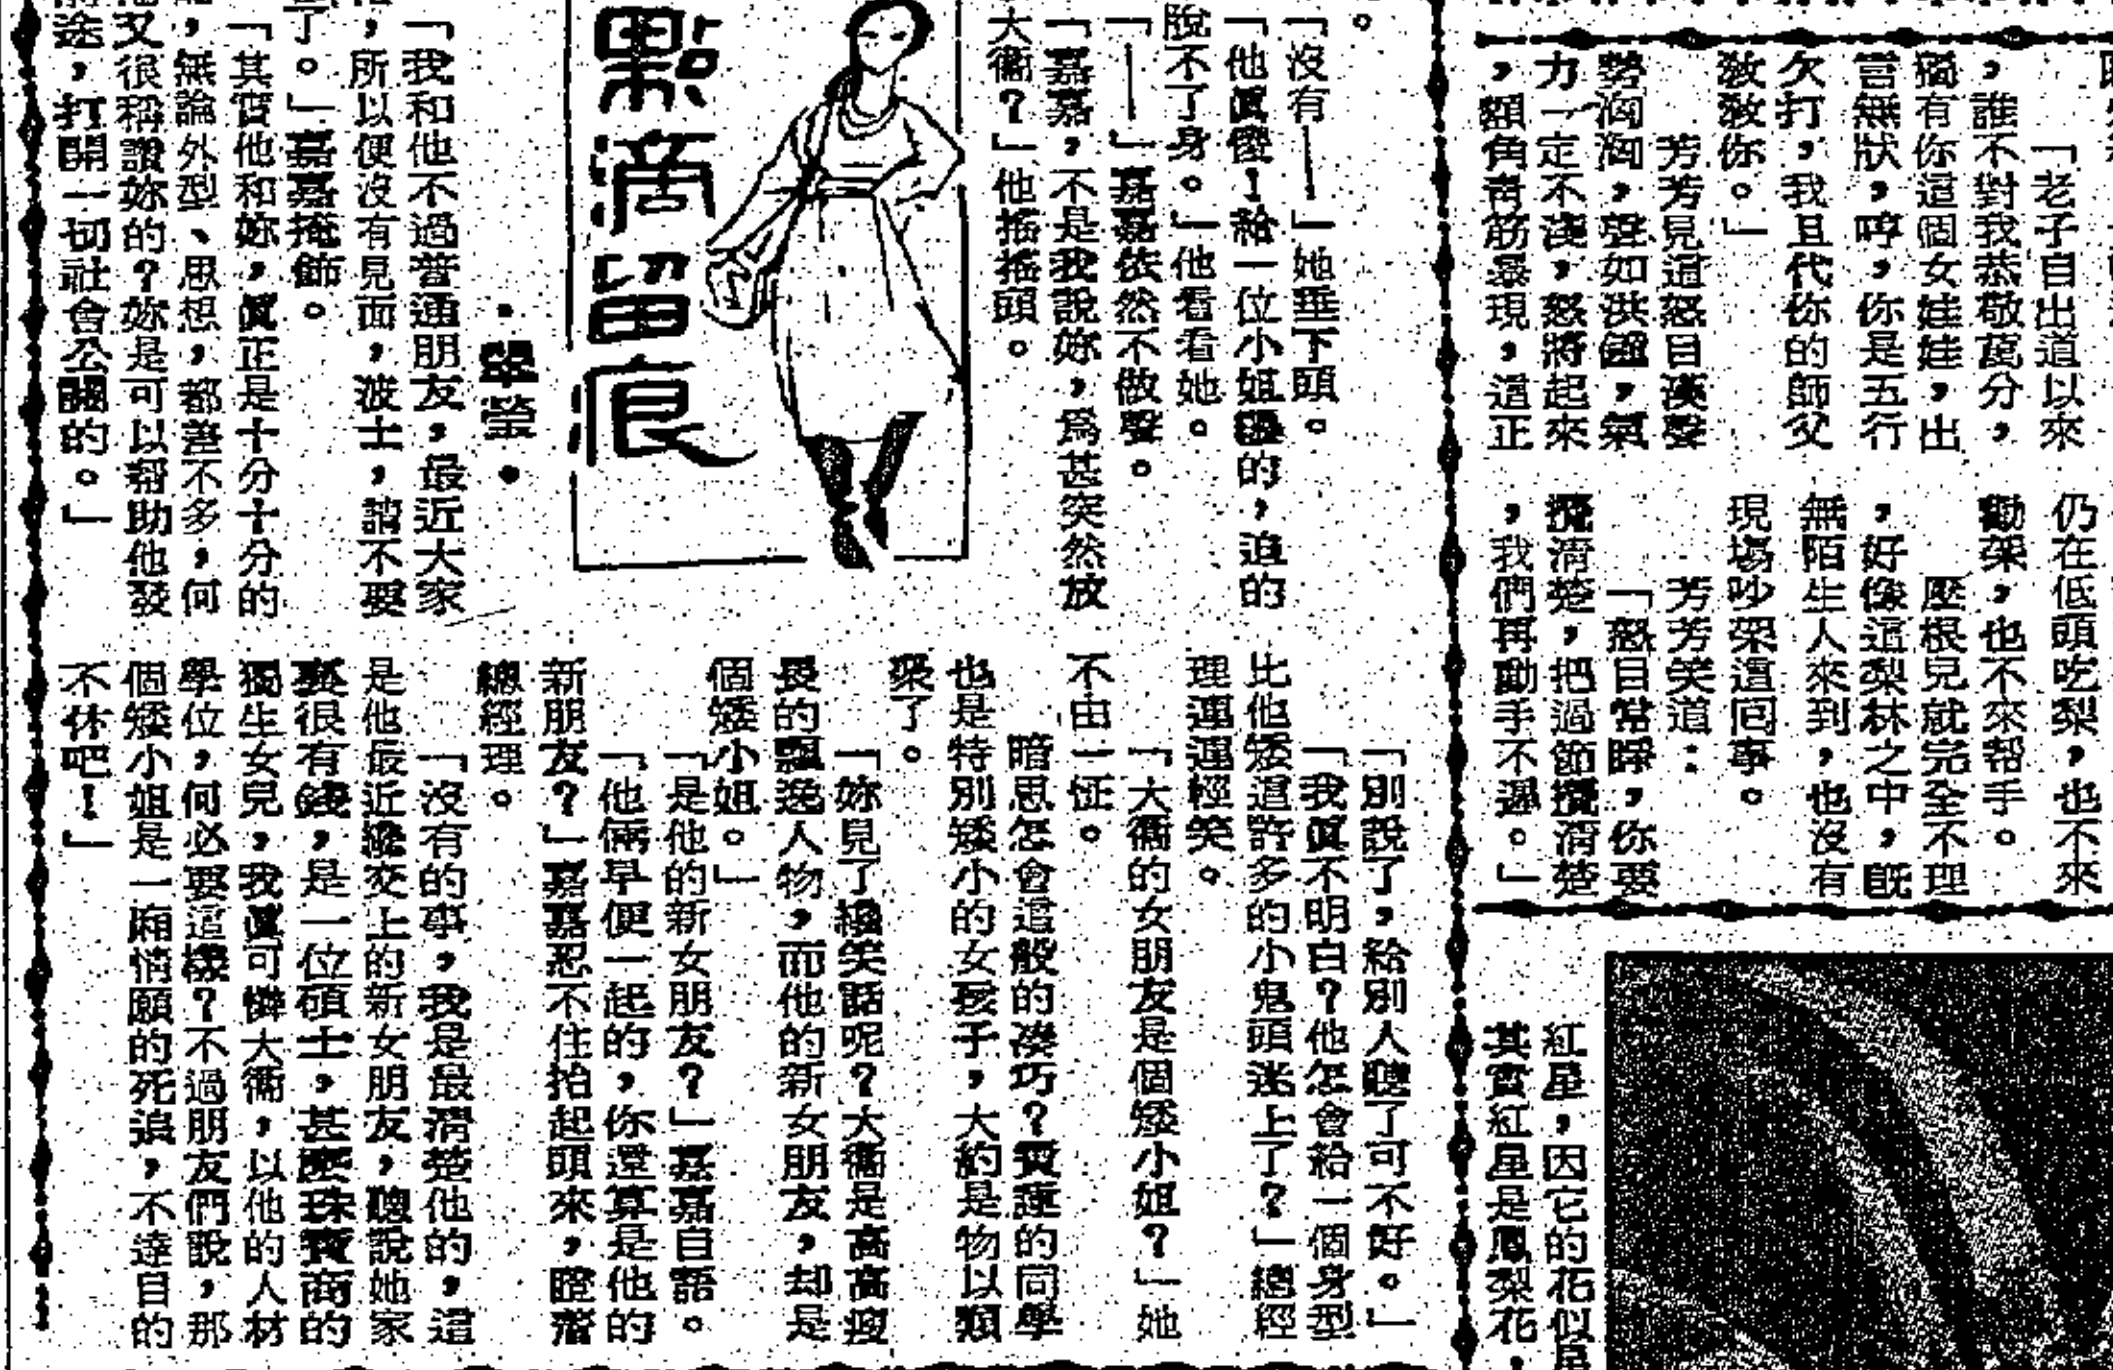 「老子自出道以來
，誰不對我恭敬萬分，
獨有你這個女娃娃，出
言無狀，哼，你是五行
欠打，我且代你的師父
敎敎你。」
芳芳見這怒目漢聲
勢洶洶，聲如洪鐘，氣
力一定不淺，怒將起來
，額角青筋暴現，這正
仍在低頭吃梨，也不來
勸架，也不來幇手。
壓根兒就完全不理
，好像這梨林之中，旣
無陌生人來到，也沒有
現塲吵架這回事。
芳芳笑道：
「怒目常睜，你要
攪清楚，把過節攪清楚
，我們再動手不遲。」
紅星，因它的花似星
其實紅星是鳳梨花，
點滴留痕
•翠瑩•
。
「沒有——」她垂下頭。
「他眞傻！給一位小姐的，追的
脫不了身。」他看看她。
「——」嘉嘉依然不做聲。
「嘉嘉，不是我說妳，爲甚突然放
大衞？」他搖搖頭。
「我和他不過普通朋友，最近大家
，所以便沒有見面，波士，請不要
了。」嘉嘉掩飾。
「其實他和妳，眞正是十分十分的
，無論外型、思想，都差不多，何
又很稱讚妳的？妳是可以幫助他發
途，打開一切社會公關的。」
「別說了，給別人聽了可不好。」
「我眞不明白？他怎會給一個身型
比他矮這許多的小鬼頭迷上了？」總經
理連連輕笑。
「大衞的女朋友是個矮小姐？」她
不由一怔。
暗思怎會這般的湊巧？寶蓮的同學
也是特別矮小的女孩子，大約是物以類
聚了。
「妳見了纔笑話呢？大衞是高高瘦
長的飄逸人物，而他的新女朋友，却是
個矮小姐。」
「是他的新女朋友？」嘉嘉自語。
「他倆早便一起的，你還算是他的
新朋友？」嘉嘉忍不住抬起頭來，瞪着
總經理。
「沒有的事，我是最清楚他的，這
是他最近纔交上的新女朋友，聽說她家
裏很有錢，是一位碩士，甚麼珠寶商的
獨生女兒，我眞可憐大衞，以他的人材
學位，何必要這樣？不過朋友們說，那
個矮小姐是一廂情願的死追，不達目的
不休吧！」